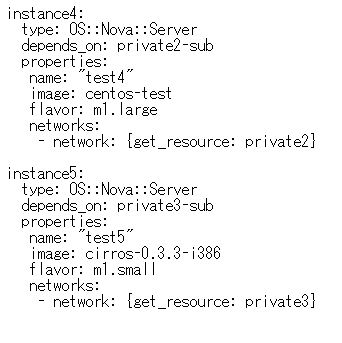 instance4:
  type: OS::Nova::Server
  depends_on: private2-sub
  properties:
   name: "test4"
   image: centos-test
   flavor: m1.large
   networks:
    - network: {get_resource: private2}

instance5:
  type: OS::Nova::Server
  depends_on: private3-sub
  properties:
   name: "test5"
   image: cirros-0.3.3-i386
   flavor: m1.small
   networks:
    - network: {get_resource: private3}